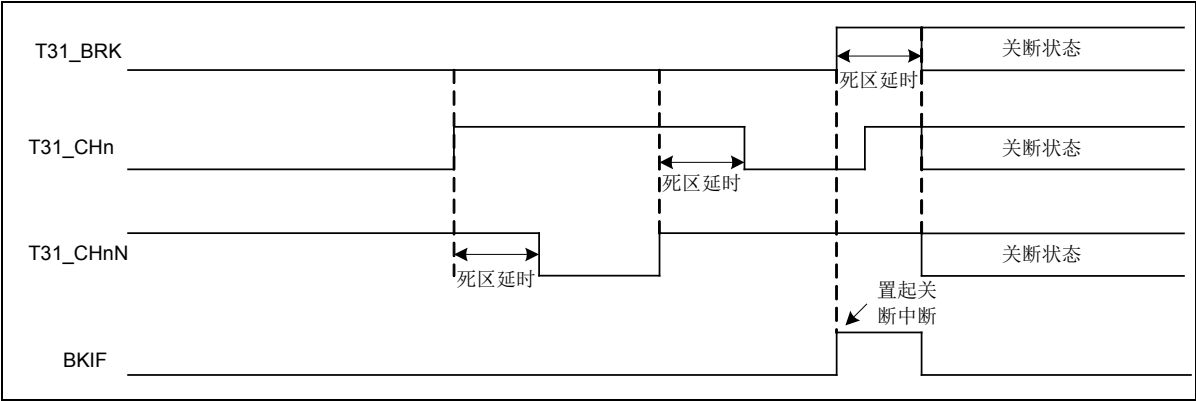 T31_BRK
关断状态
死区延时
T31_CHn
关断状态
死区延时
T31_CHnN
关断状态
死区延时
置起关
断中断
BKIF